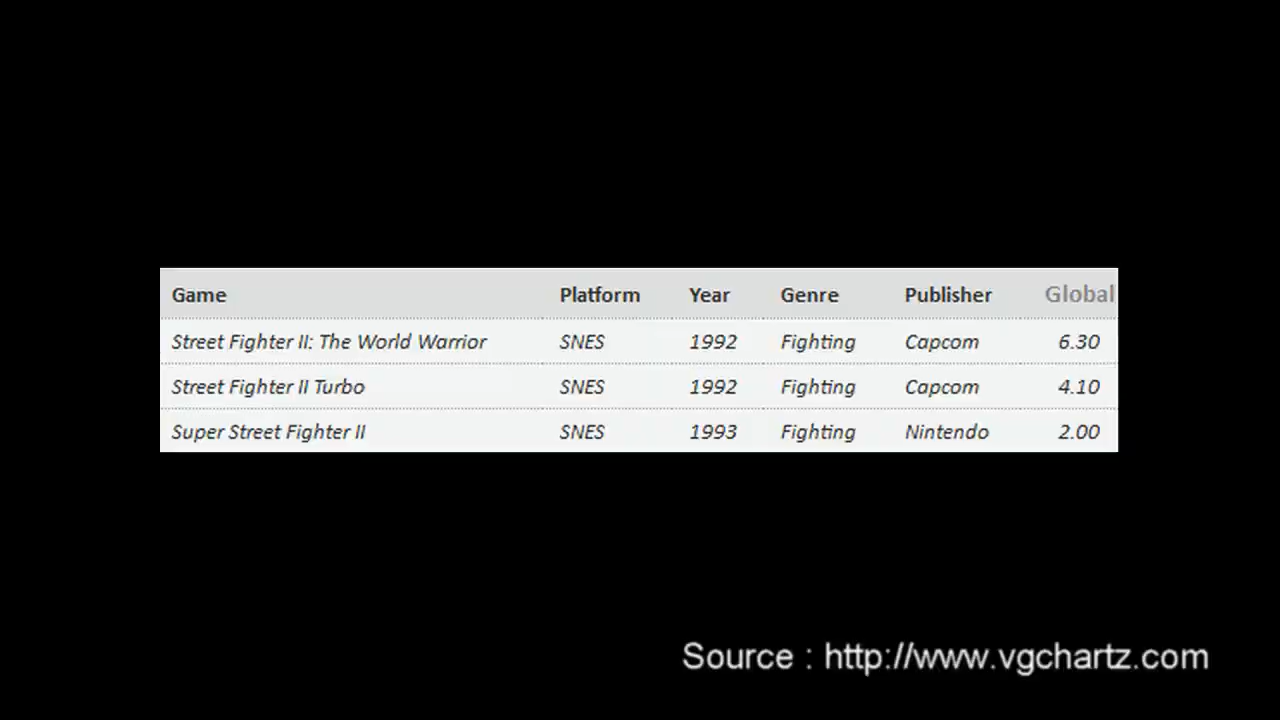 Game Platform Year Genre Publisher Global
Street Fighter II: The World Warrior SNES 1992 Fighting Capcom 6.30
Street Fighter II Turbo SNES 1992 Fighting Capcom 4.10
Super Street Fighter II SNES 1993 Fighting Nintendo 2.00
Source : http://www.vgchartz.com